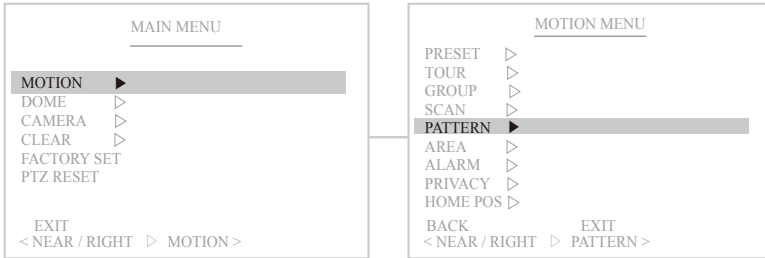 MAIN MENU
MOTION ▶
DOME ▷
CAMERA ▷
CLEAR ▷
FACTORY SET
PTZ RESET
EXIT
< NEAR / RIGHT ▷ MOTION >
MOTION MENU
PRESET ▷
TOUR ▷
GROUP ▷
SCAN ▷
PATTERN ▶
AREA ▷
ALARM ▷
PRIVACY ▷
HOME POS ▷
BACK EXIT
< NEAR / RIGHT ▷ PATTERN >